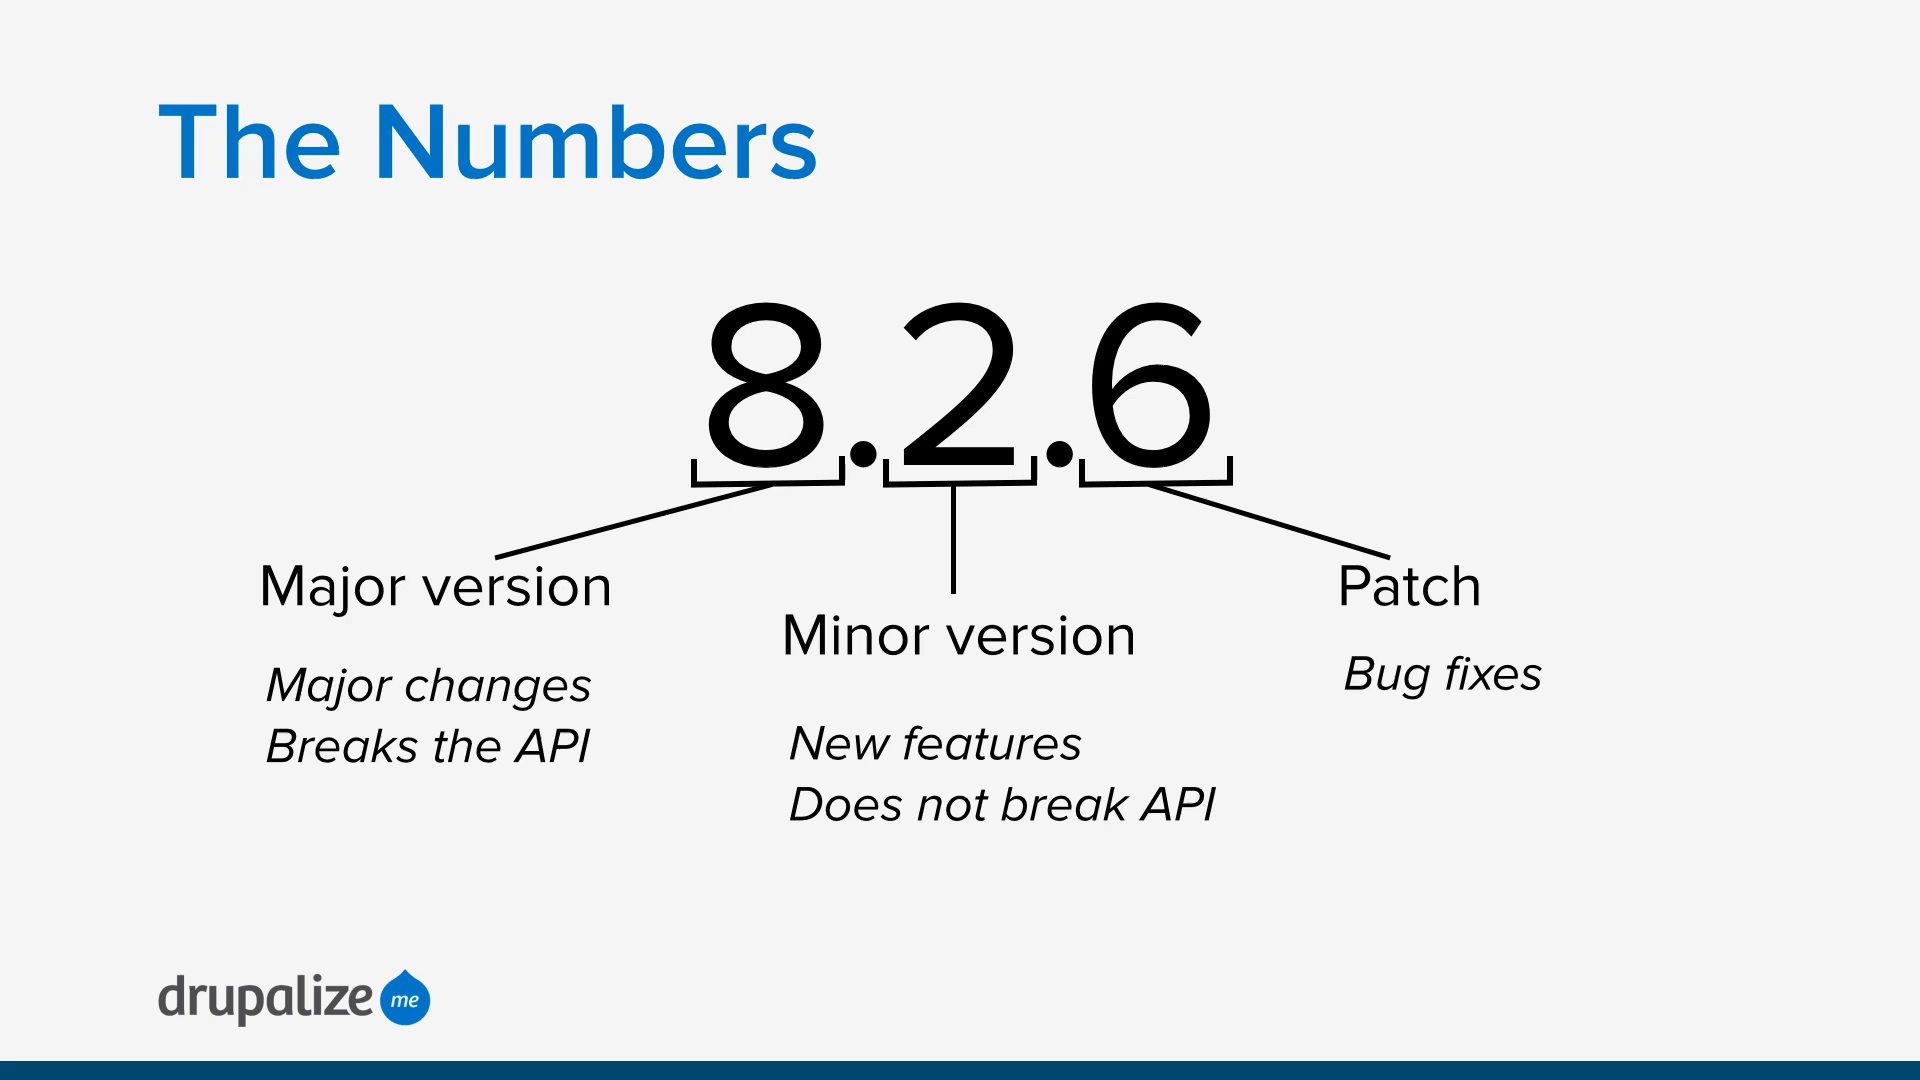 The Numbers
8.2.6
Major version
Major changes
Breaks the API
Minor version
New features
Does not break API
Patch
Bug fixes
drupalize me